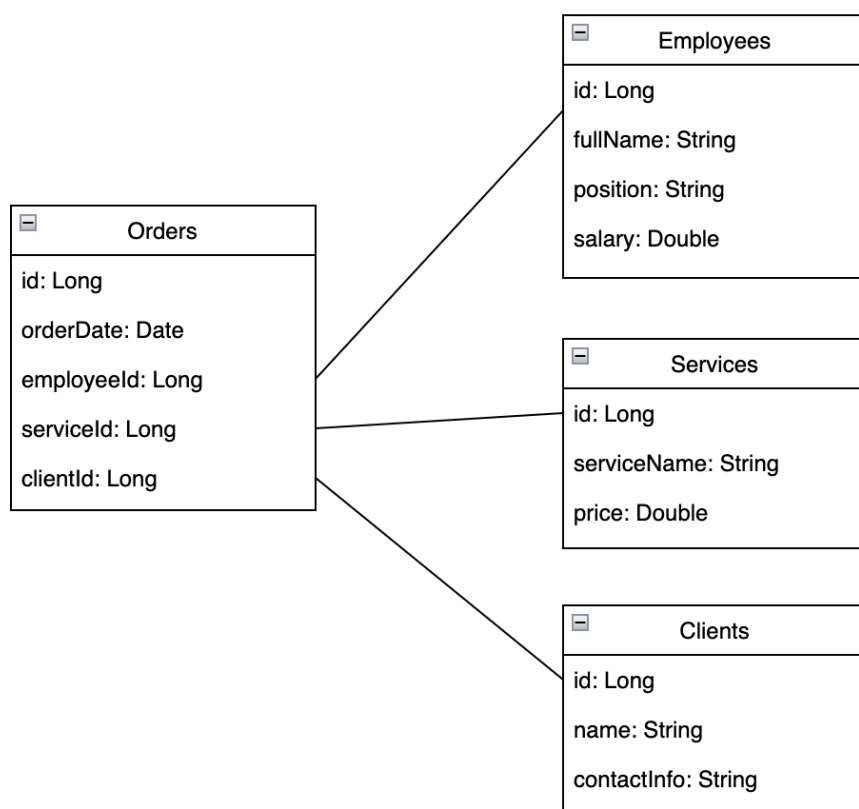 Orders
id: Long
orderDate: Date
employeeId: Long
serviceId: Long
clientId: Long
Employees
id: Long
fullName: String
position: String
salary: Double
Services
id: Long
serviceName: String
price: Double
Clients
id: Long
name: String
contactInfo: String